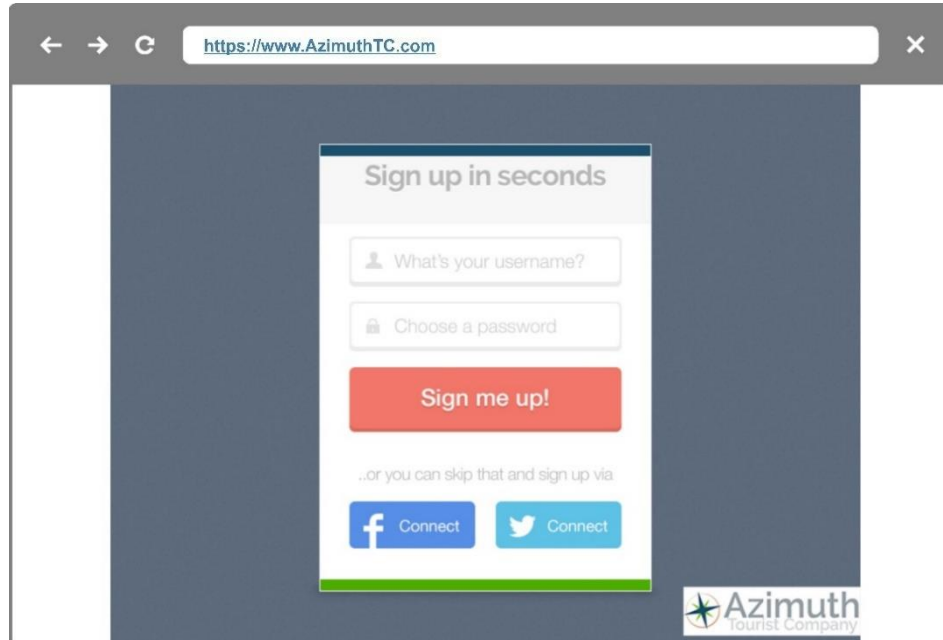 https://www.AzimuthTC.com
Sign up in seconds
What's your username?
Choose a password
Sign me up!
..or you can skip that and sign up via
Connect
Connect
Azimuth
Tourist Company